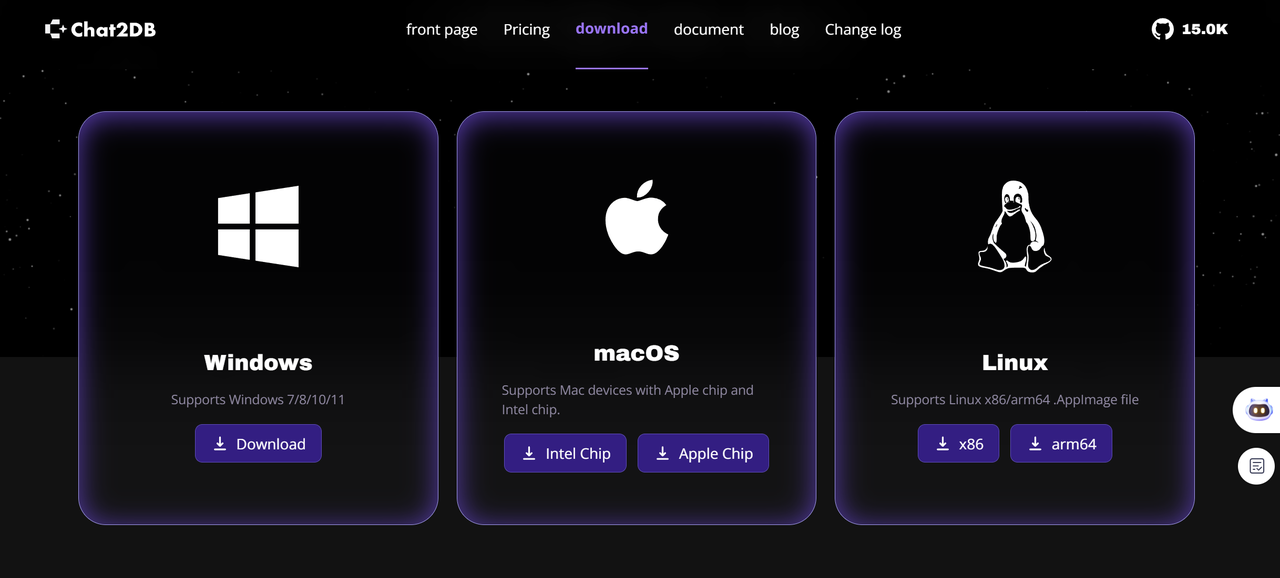 Chat2DB
front page Pricing download document blog Change log
15.0K
Windows
Supports Windows 7/8/10/11
Download
macOS
Supports Mac devices with Apple chip and
Intel chip.
Intel Chip Apple Chip
Linux
Supports Linux x86/arm64 .AppImage file
x86 arm64